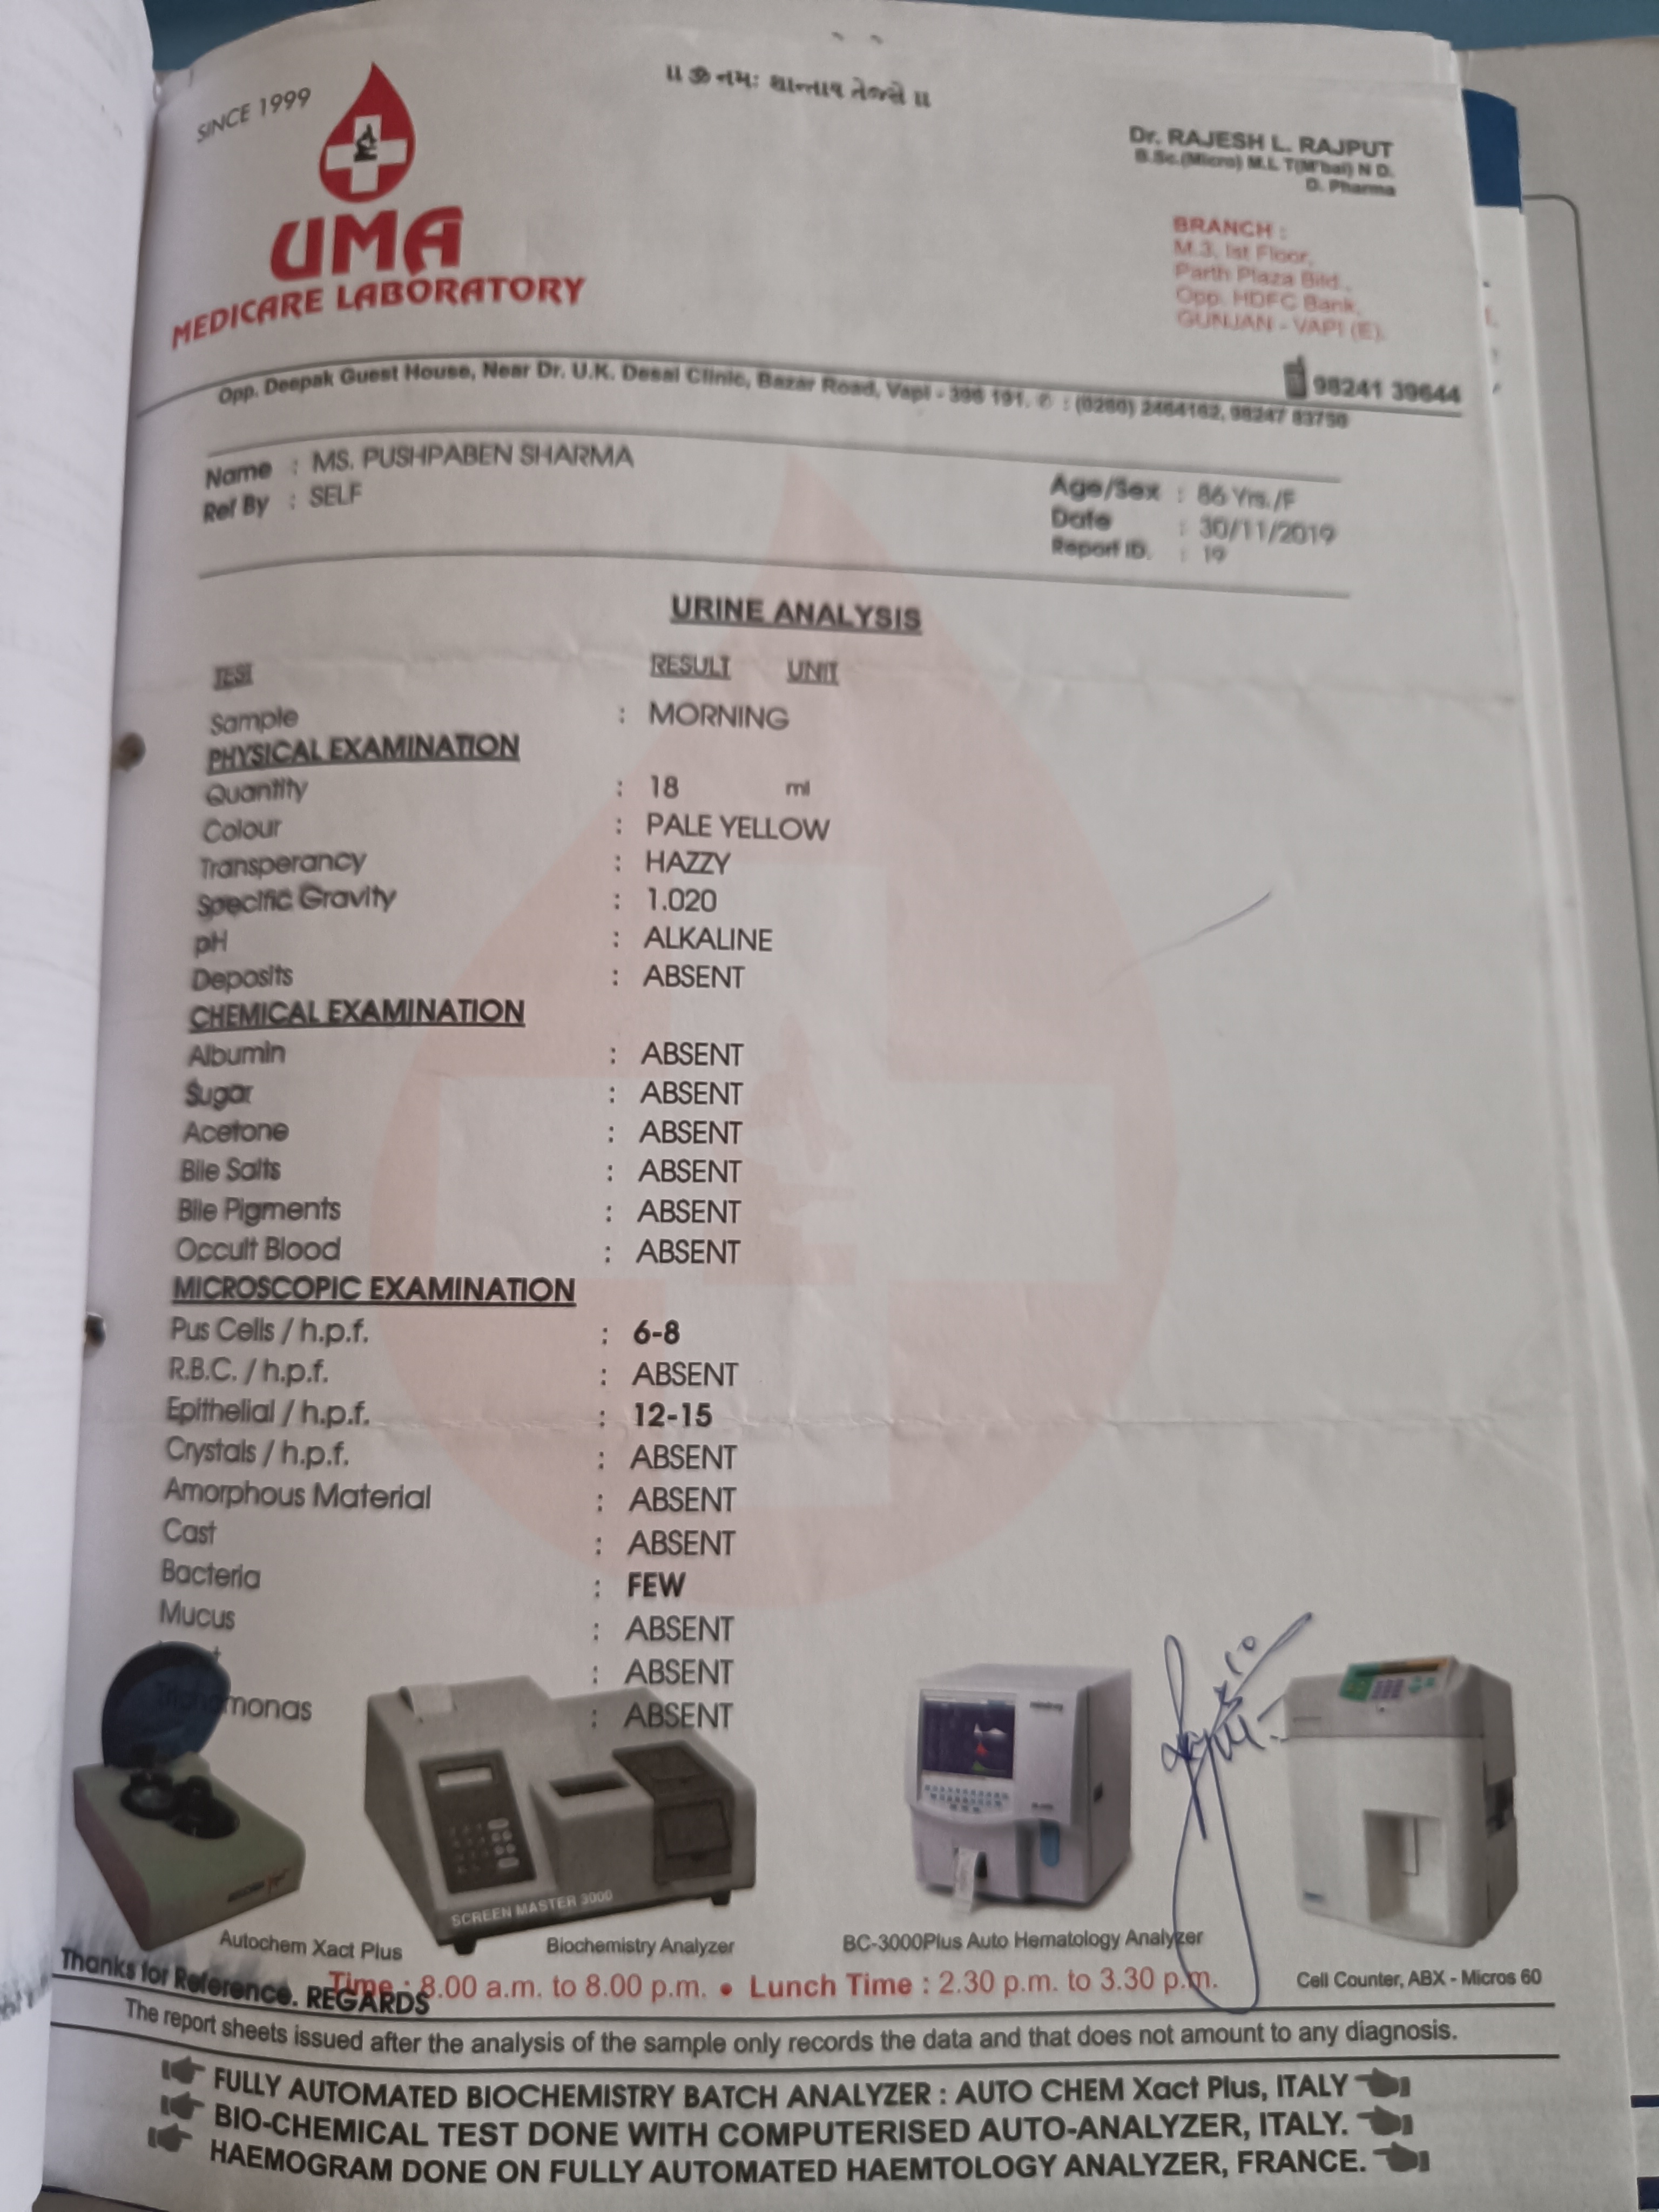 ॥ ૐ નમઃ શાન્તાય તેજસે ॥
SINCE 1999
UMA
MEDICARE LABORATORY
Dr. RAJESH L. RAJPUT
B.Sc.(Micro) M.L.T(M'bai) N D.
D. Pharma
BRANCH :
M.3, Ist Floor,
Parth Plaza Bild.,
Opp. HDFC Bank,
GUNJAN - VAPI (E).
98241 39644
Opp. Deepak Guest House, Near Dr. U.K. Desai Clinic, Bazar Road, Vapi - 396 191. ✆ : (0260) 2464162, 98247 83750
Name : MS. PUSHPABEN SHARMA
Ref By : SELF
Age/Sex : 86 Yrs./F
Date : 30/11/2019
Report ID. : 19
URINE ANALYSIS
TEST RESULT UNIT
Sample : MORNING
PHYSICAL EXAMINATION
Quantity : 18 ml
Colour : PALE YELLOW
Transperancy : HAZZY
Specific Gravity : 1.020
pH : ALKALINE
Deposits : ABSENT
CHEMICAL EXAMINATION
Albumin : ABSENT
Sugar : ABSENT
Acetone : ABSENT
Bile Salts : ABSENT
Bile Pigments : ABSENT
Occult Blood : ABSENT
MICROSCOPIC EXAMINATION
Pus Cells / h.p.f. : 6-8
R.B.C. / h.p.f. : ABSENT
Epithelial / h.p.f. : 12-15
Crystals / h.p.f. : ABSENT
Amorphous Material : ABSENT
Cast : ABSENT
Bacteria : FEW
Mucus : ABSENT
: ABSENT
Trichomonas : ABSENT
SCREEN MASTER 3000
Autochem Xact Plus
Biochemistry Analyzer
BC-3000Plus Auto Hematology Analyzer
Cell Counter, ABX - Micros 60
Thanks for Reference. REGARDS
Time : 8.00 a.m. to 8.00 p.m. • Lunch Time : 2.30 p.m. to 3.30 p.m.
The report sheets issued after the analysis of the sample only records the data and that does not amount to any diagnosis.
FULLY AUTOMATED BIOCHEMISTRY BATCH ANALYZER : AUTO CHEM Xact Plus, ITALY
BIO-CHEMICAL TEST DONE WITH COMPUTERISED AUTO-ANALYZER, ITALY.
HAEMOGRAM DONE ON FULLY AUTOMATED HAEMTOLOGY ANALYZER, FRANCE.